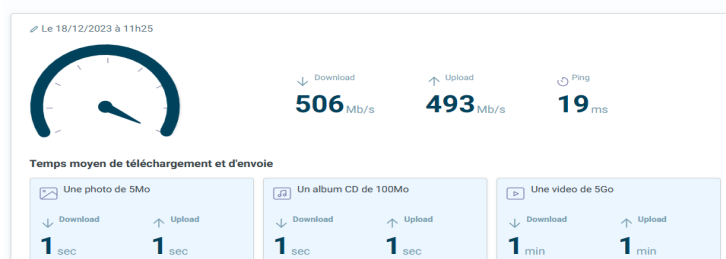 Le 18/12/2023 à 11h25
Download Upload Ping
506 Mb/s 493 Mb/s 19 ms
Temps moyen de téléchargement et d'envoie
Une photo de 5Mo Un album CD de 100Mo Une video de 5Go
Download Upload Download Upload Download Upload
1 sec 1 sec 1 sec 1 sec 1 min 1 min